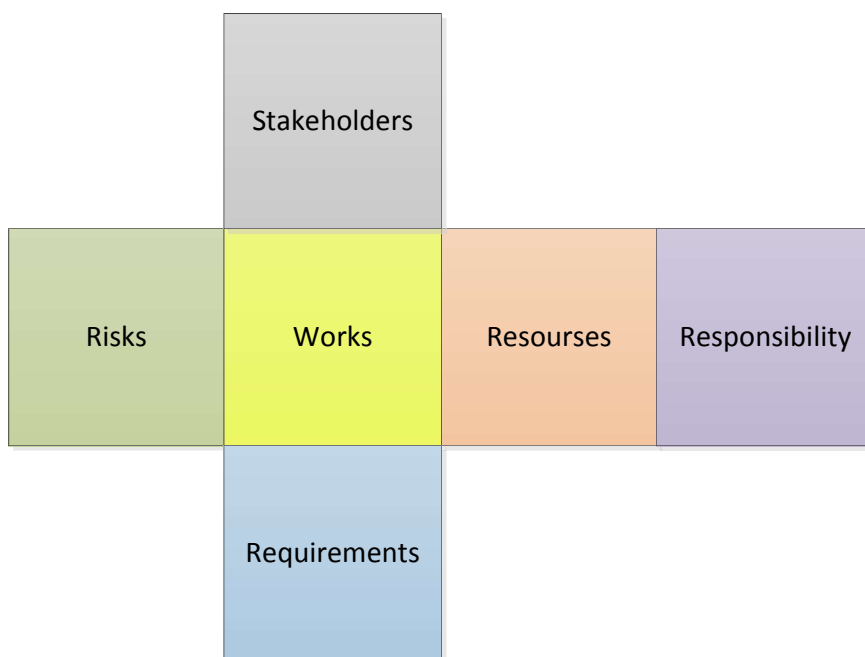 Stakeholders
Risks
Works
Resourses
Responsibility
Requirements